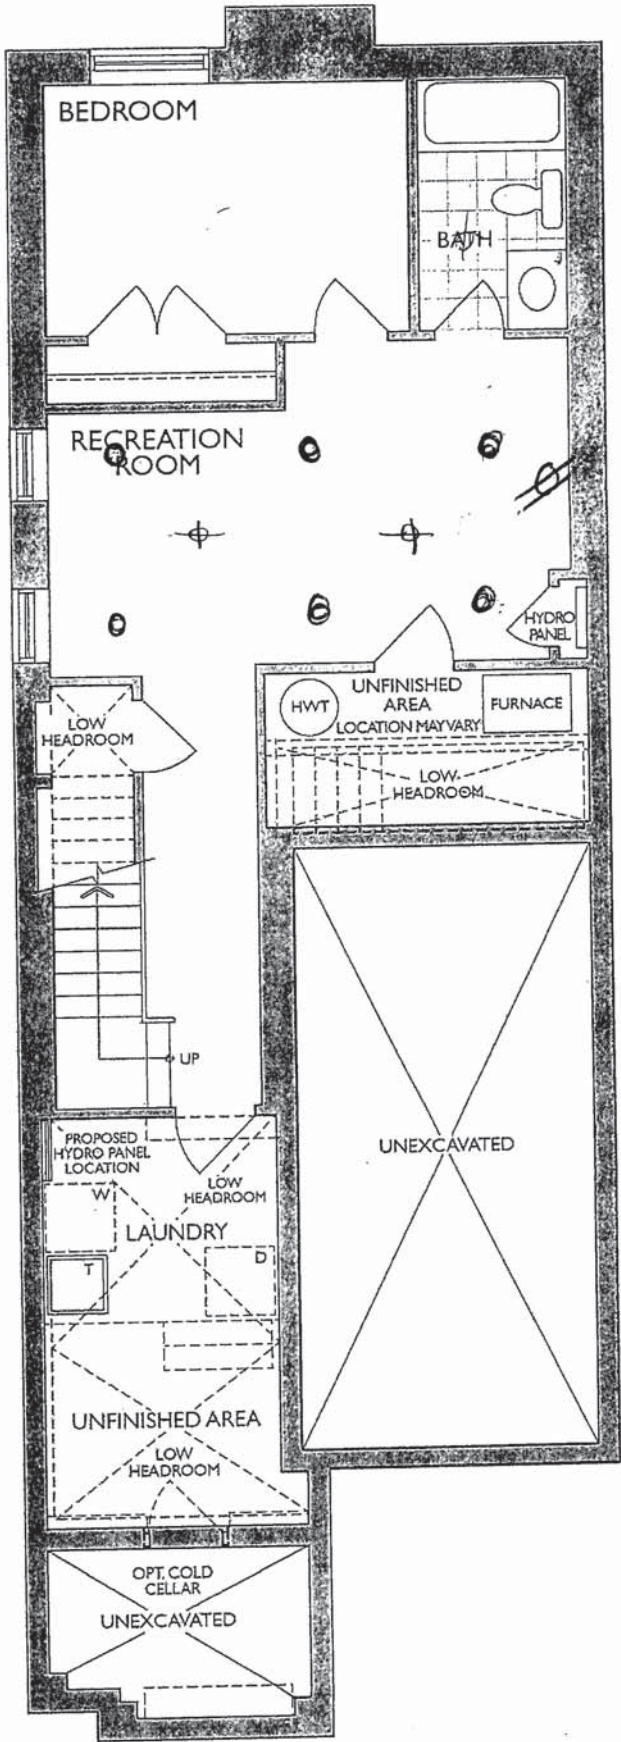 BEDROOM
BATH
RECREATION
ROOM
HYDRO
PANEL
HWT
UNFINISHED
AREA
LOCATION MAY VARY
FURNACE
LOW
HEADROOM
LOW
HEADROOM
UP
PROPOSED
HYDRO PANEL
LOCATION
LOW
HEADROOM
W
LAUNDRY
T
D
UNEXCAVATED
UNFINISHED AREA
LOW
HEADROOM
OPT. COLD
CELLAR
UNEXCAVATED